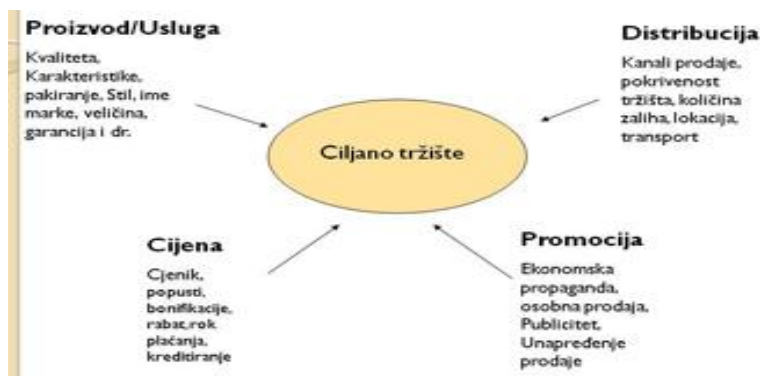 Proizvod/Usluga
Kvaliteta,
Karakteristike,
pakiranje, Stil, ime
marke, veličina,
garancija i dr.
Distribucija
Kanali prodaje,
pokrivenost
tržišta, količina
zaliha, lokacija,
transport
Ciljano tržište
Cijena
Cjenik,
popusti,
bonifikacije,
rabat, rok
plaćanja,
kreditiranje
Promocija
Ekonomska
propaganda,
osobna prodaja,
Publicitet,
Unapređenje
prodaje